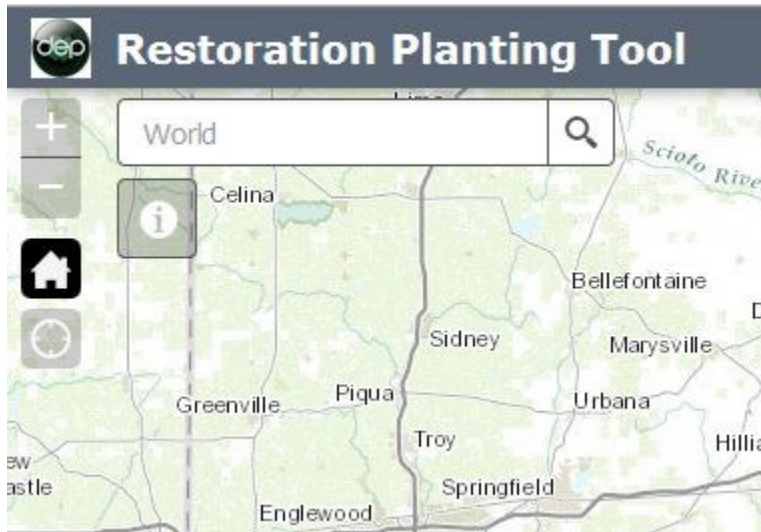 dep
Restoration Planting Tool
World
Scioto River
Celina
Bellefontaine
Sidney
Marysville
Piqua
Greenville
Urbana
Troy
Springfield
Englewood